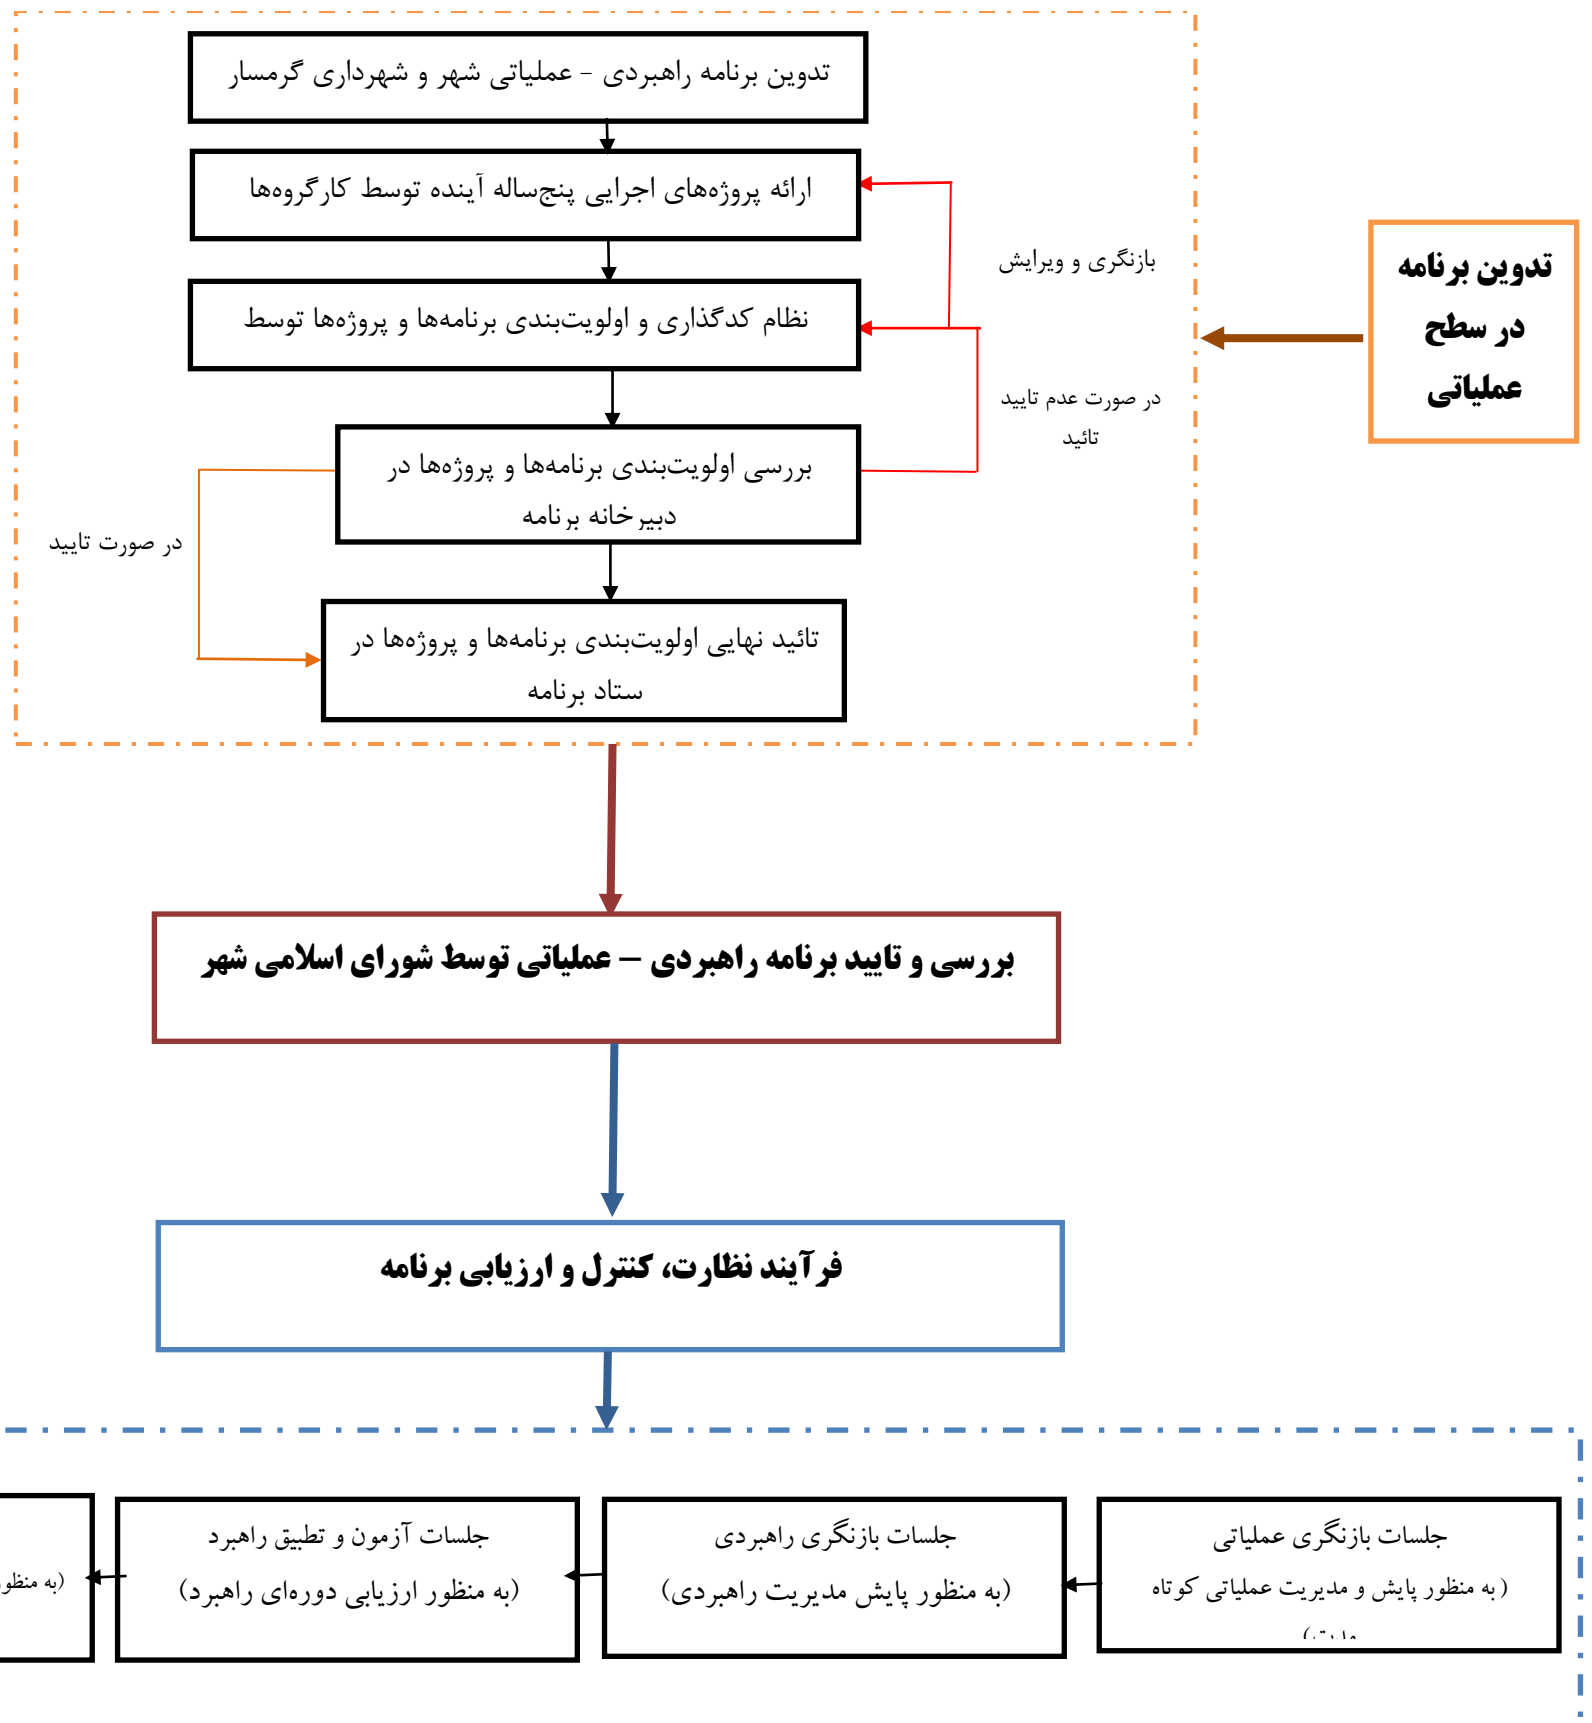 تدوین برنامه راهبردی - عملیاتی شهر و شهرداری گرمسار
ارائه پروژه‌های اجرایی پنج‌ساله آینده توسط کارگروه‌ها
بازنگری و ویرایش
تدوین برنامه
در سطح
عملیاتی
نظام کدگذاری و اولویت‌بندی برنامه‌ها و پروژه‌ها توسط
در صورت عدم تایید
تائید
بررسی اولویت‌بندی برنامه‌ها و پروژه‌ها در
دبیرخانه برنامه
در صورت تایید
تائید نهایی اولویت‌بندی برنامه‌ها و پروژه‌ها در
ستاد برنامه
بررسی و تایید برنامه راهبردی – عملیاتی توسط شورای اسلامی شهر
فرآیند نظارت، کنترل و ارزیابی برنامه
جلسات بازنگری عملیاتی
(به منظور پایش و مدیریت عملیاتی کوتاه
مدت)
جلسات بازنگری راهبردی
(به منظور پایش مدیریت راهبردی)
جلسات آزمون و تطبیق راهبرد
(به منظور ارزیابی دوره‌ای راهبرد)
(به منظور